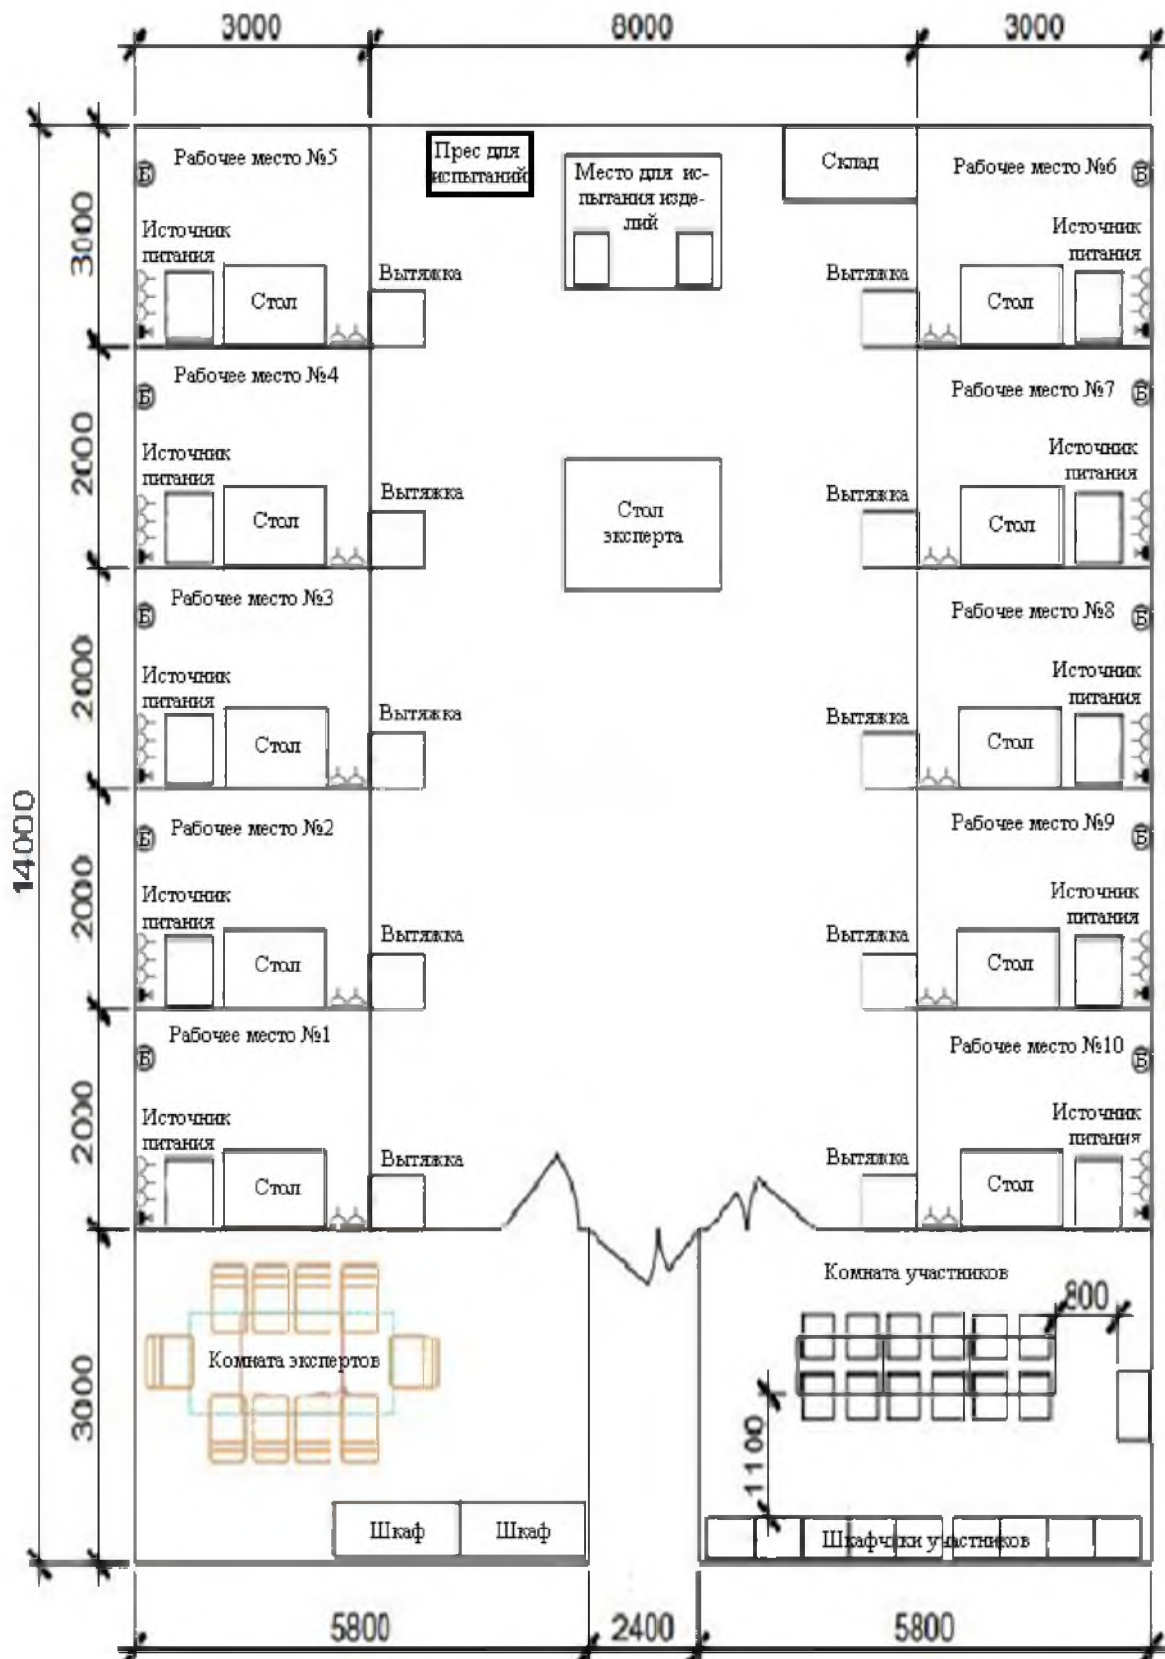 3000
8000
3000
14000
3000
2000
2000
2000
2000
3000
Рабочее место №5
Б
Источник
питания
Стол
Вытяжка
Прес для
испытаний
Место для ис-
пытания изде-
лий
Склад
Рабочее место №6
Б
Источник
питания
Стол
Вытяжка
Рабочее место №4
Б
Источник
питания
Стол
Вытяжка
Стол
эксперта
Рабочее место №7
Б
Источник
питания
Стол
Вытяжка
Рабочее место №3
Б
Источник
питания
Стол
Вытяжка
Рабочее место №8
Б
Источник
питания
Стол
Вытяжка
Рабочее место №2
Б
Источник
питания
Стол
Вытяжка
Рабочее место №9
Б
Источник
питания
Стол
Вытяжка
Рабочее место №1
Б
Источник
питания
Стол
Вытяжка
Рабочее место №10
Б
Источник
питания
Стол
Вытяжка
Комната экспертов
Шкаф
Шкаф
Комната участников
800
1100
Шкафчики участников
5800
2400
5800